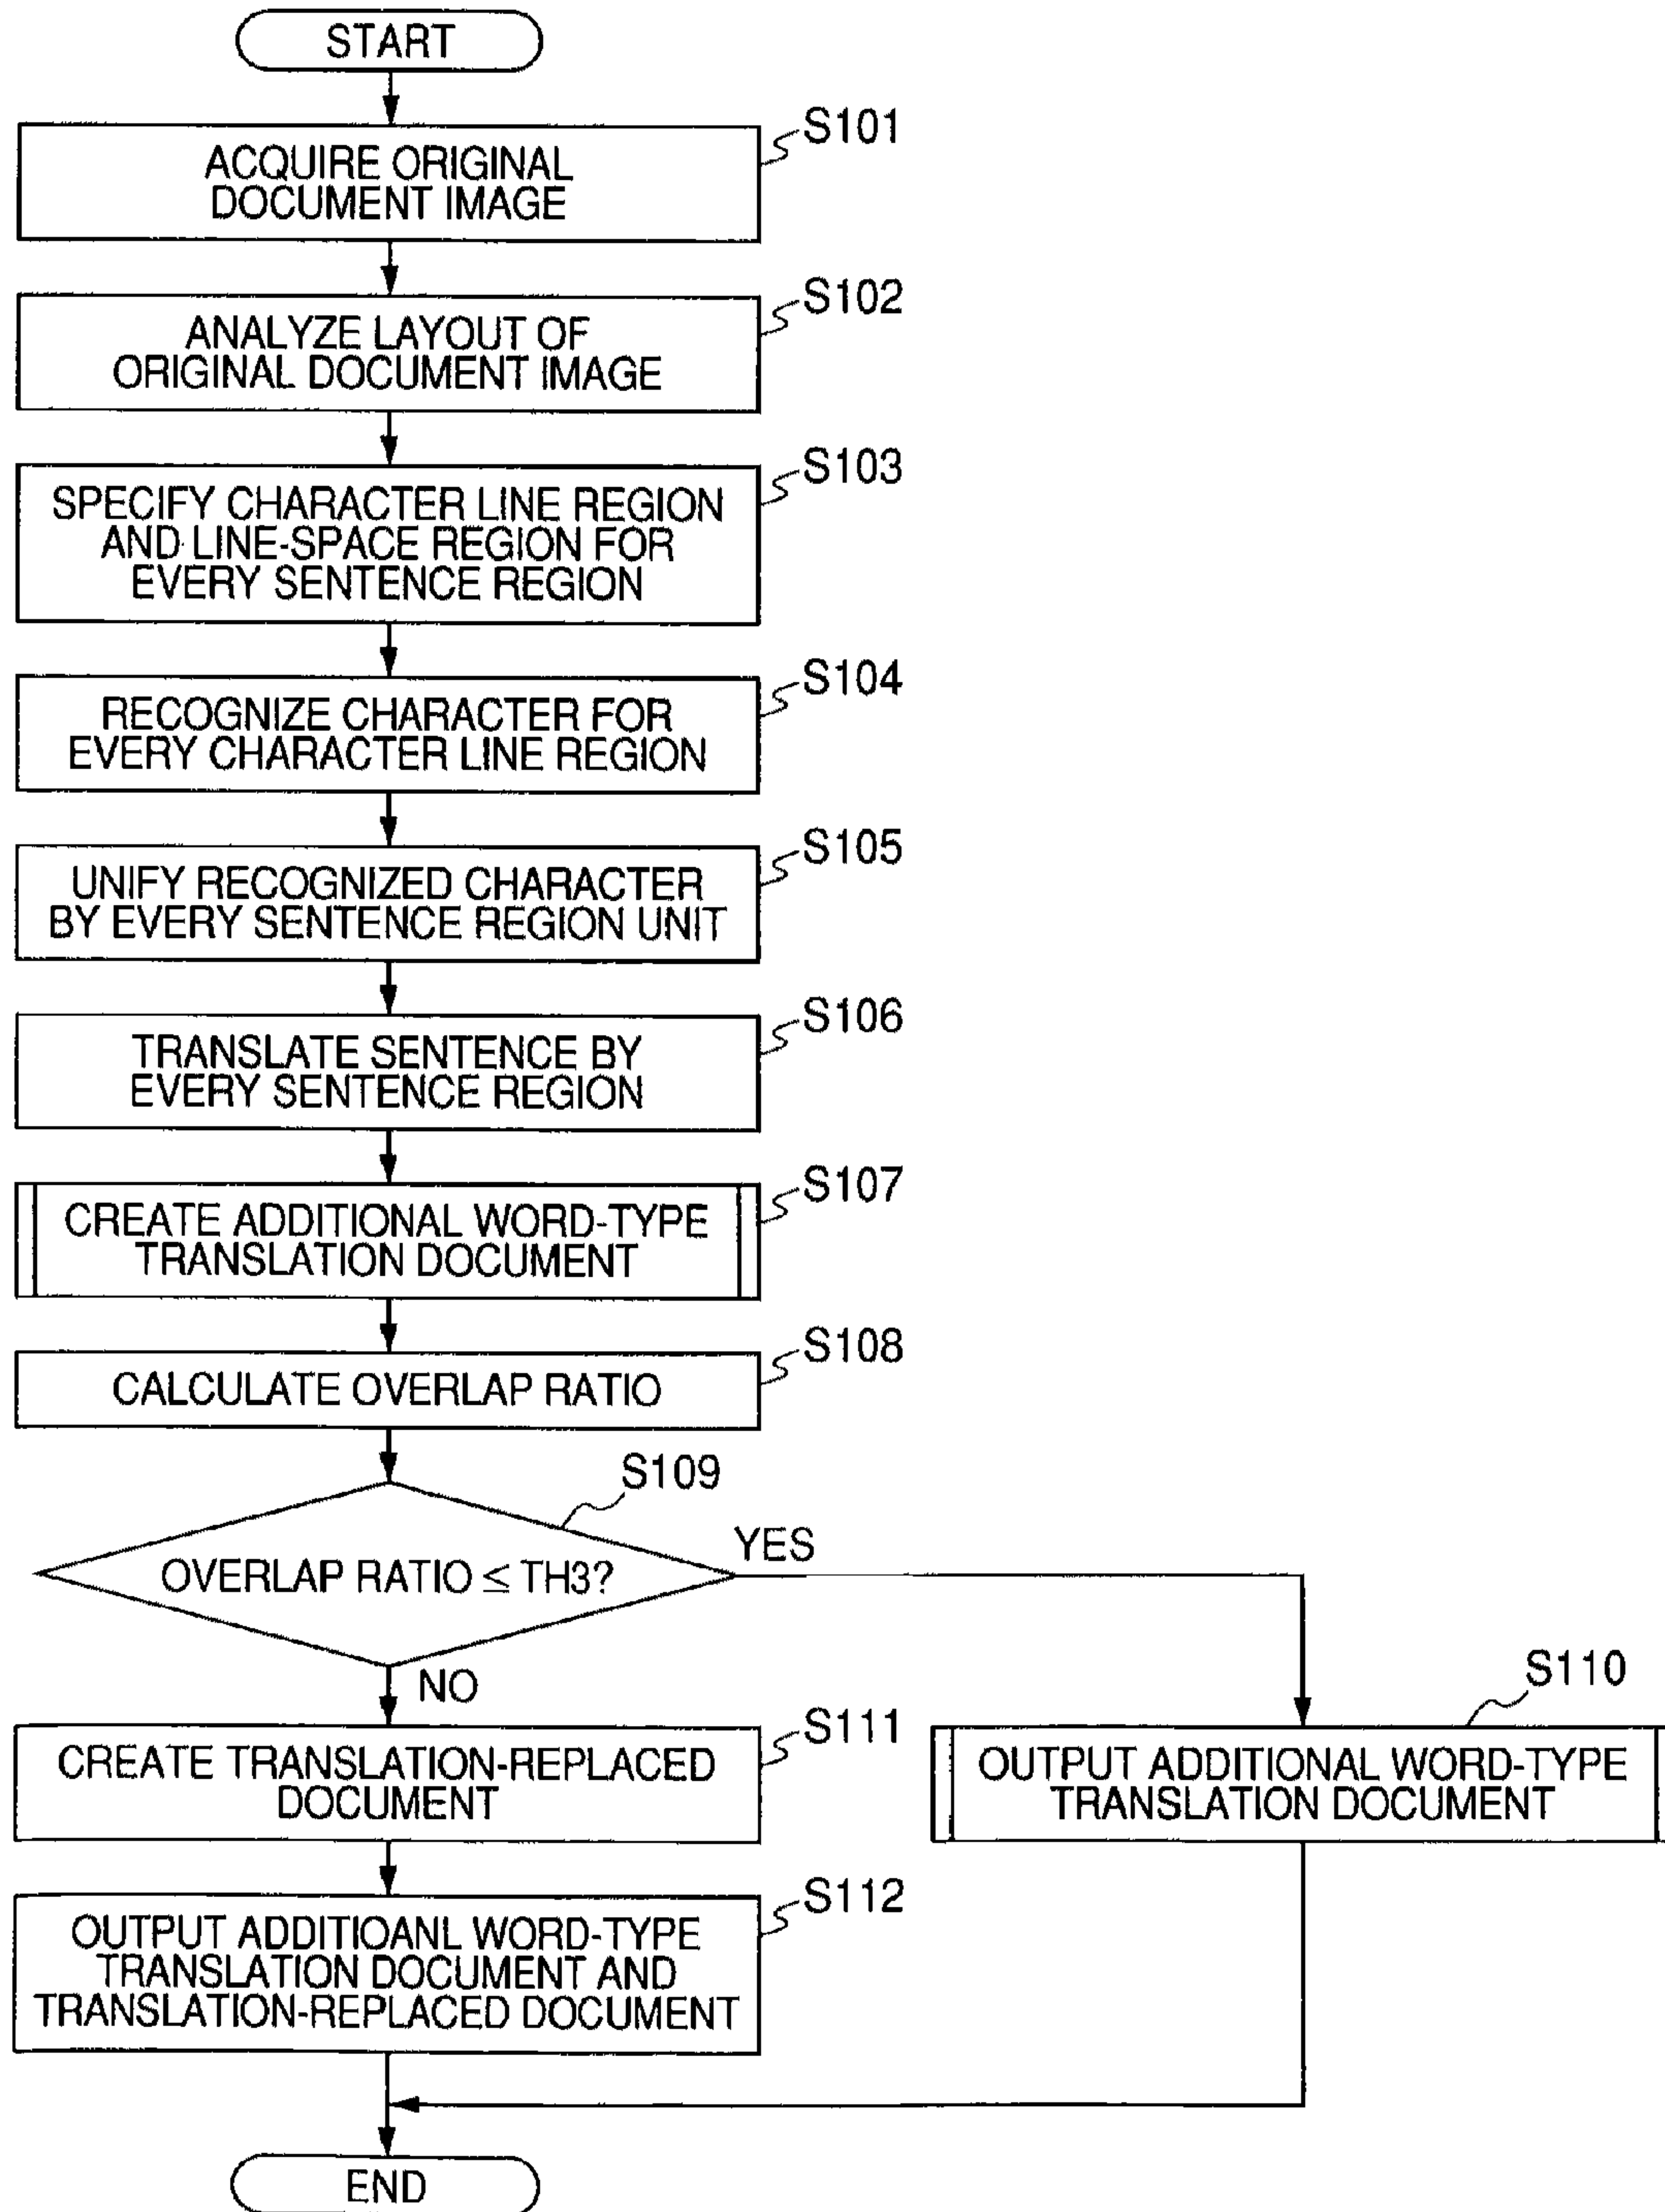 START
S101
ACQUIRE ORIGINAL
DOCUMENT IMAGE
S102
ANALYZE LAYOUT OF
ORIGINAL DOCUMENT IMAGE
S103
SPECIFY CHARACTER LINE REGION
AND LINE-SPACE REGION FOR
EVERY SENTENCE REGION
S104
RECOGNIZE CHARACTER FOR
EVERY CHARACTER LINE REGION
S105
UNIFY RECOGNIZED CHARACTER
BY EVERY SENTENCE REGION UNIT
S106
TRANSLATE SENTENCE BY
EVERY SENTENCE REGION
S107
CREATE ADDITIONAL WORD-TYPE
TRANSLATION DOCUMENT
S108
CALCULATE OVERLAP RATIO
S109
OVERLAP RATIO ≤ TH3?
YES
NO
S110
OUTPUT ADDITIONAL WORD-TYPE
TRANSLATION DOCUMENT
S111
CREATE TRANSLATION-REPLACED
DOCUMENT
S112
OUTPUT ADDITIOANL WORD-TYPE
TRANSLATION DOCUMENT AND
TRANSLATION-REPLACED DOCUMENT
END